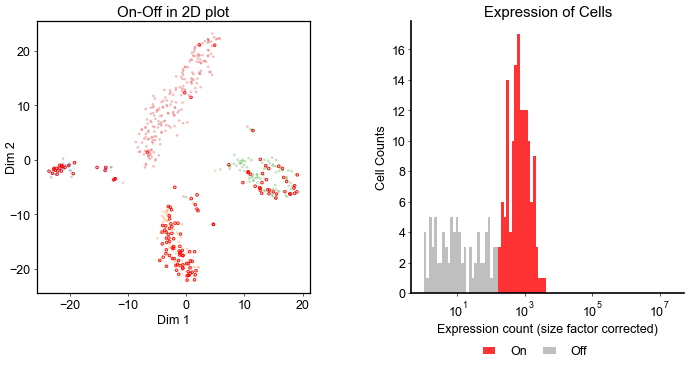 On-Off in 2D plot
20
10
0
−10
−20
Dim 2
−20 −10 0 10 20
Dim 1
Expression of Cells
16
14
12
10
8
6
4
2
0
Cell Counts
10^1 10^3 10^5 10^7
Expression count (size factor corrected)
On Off